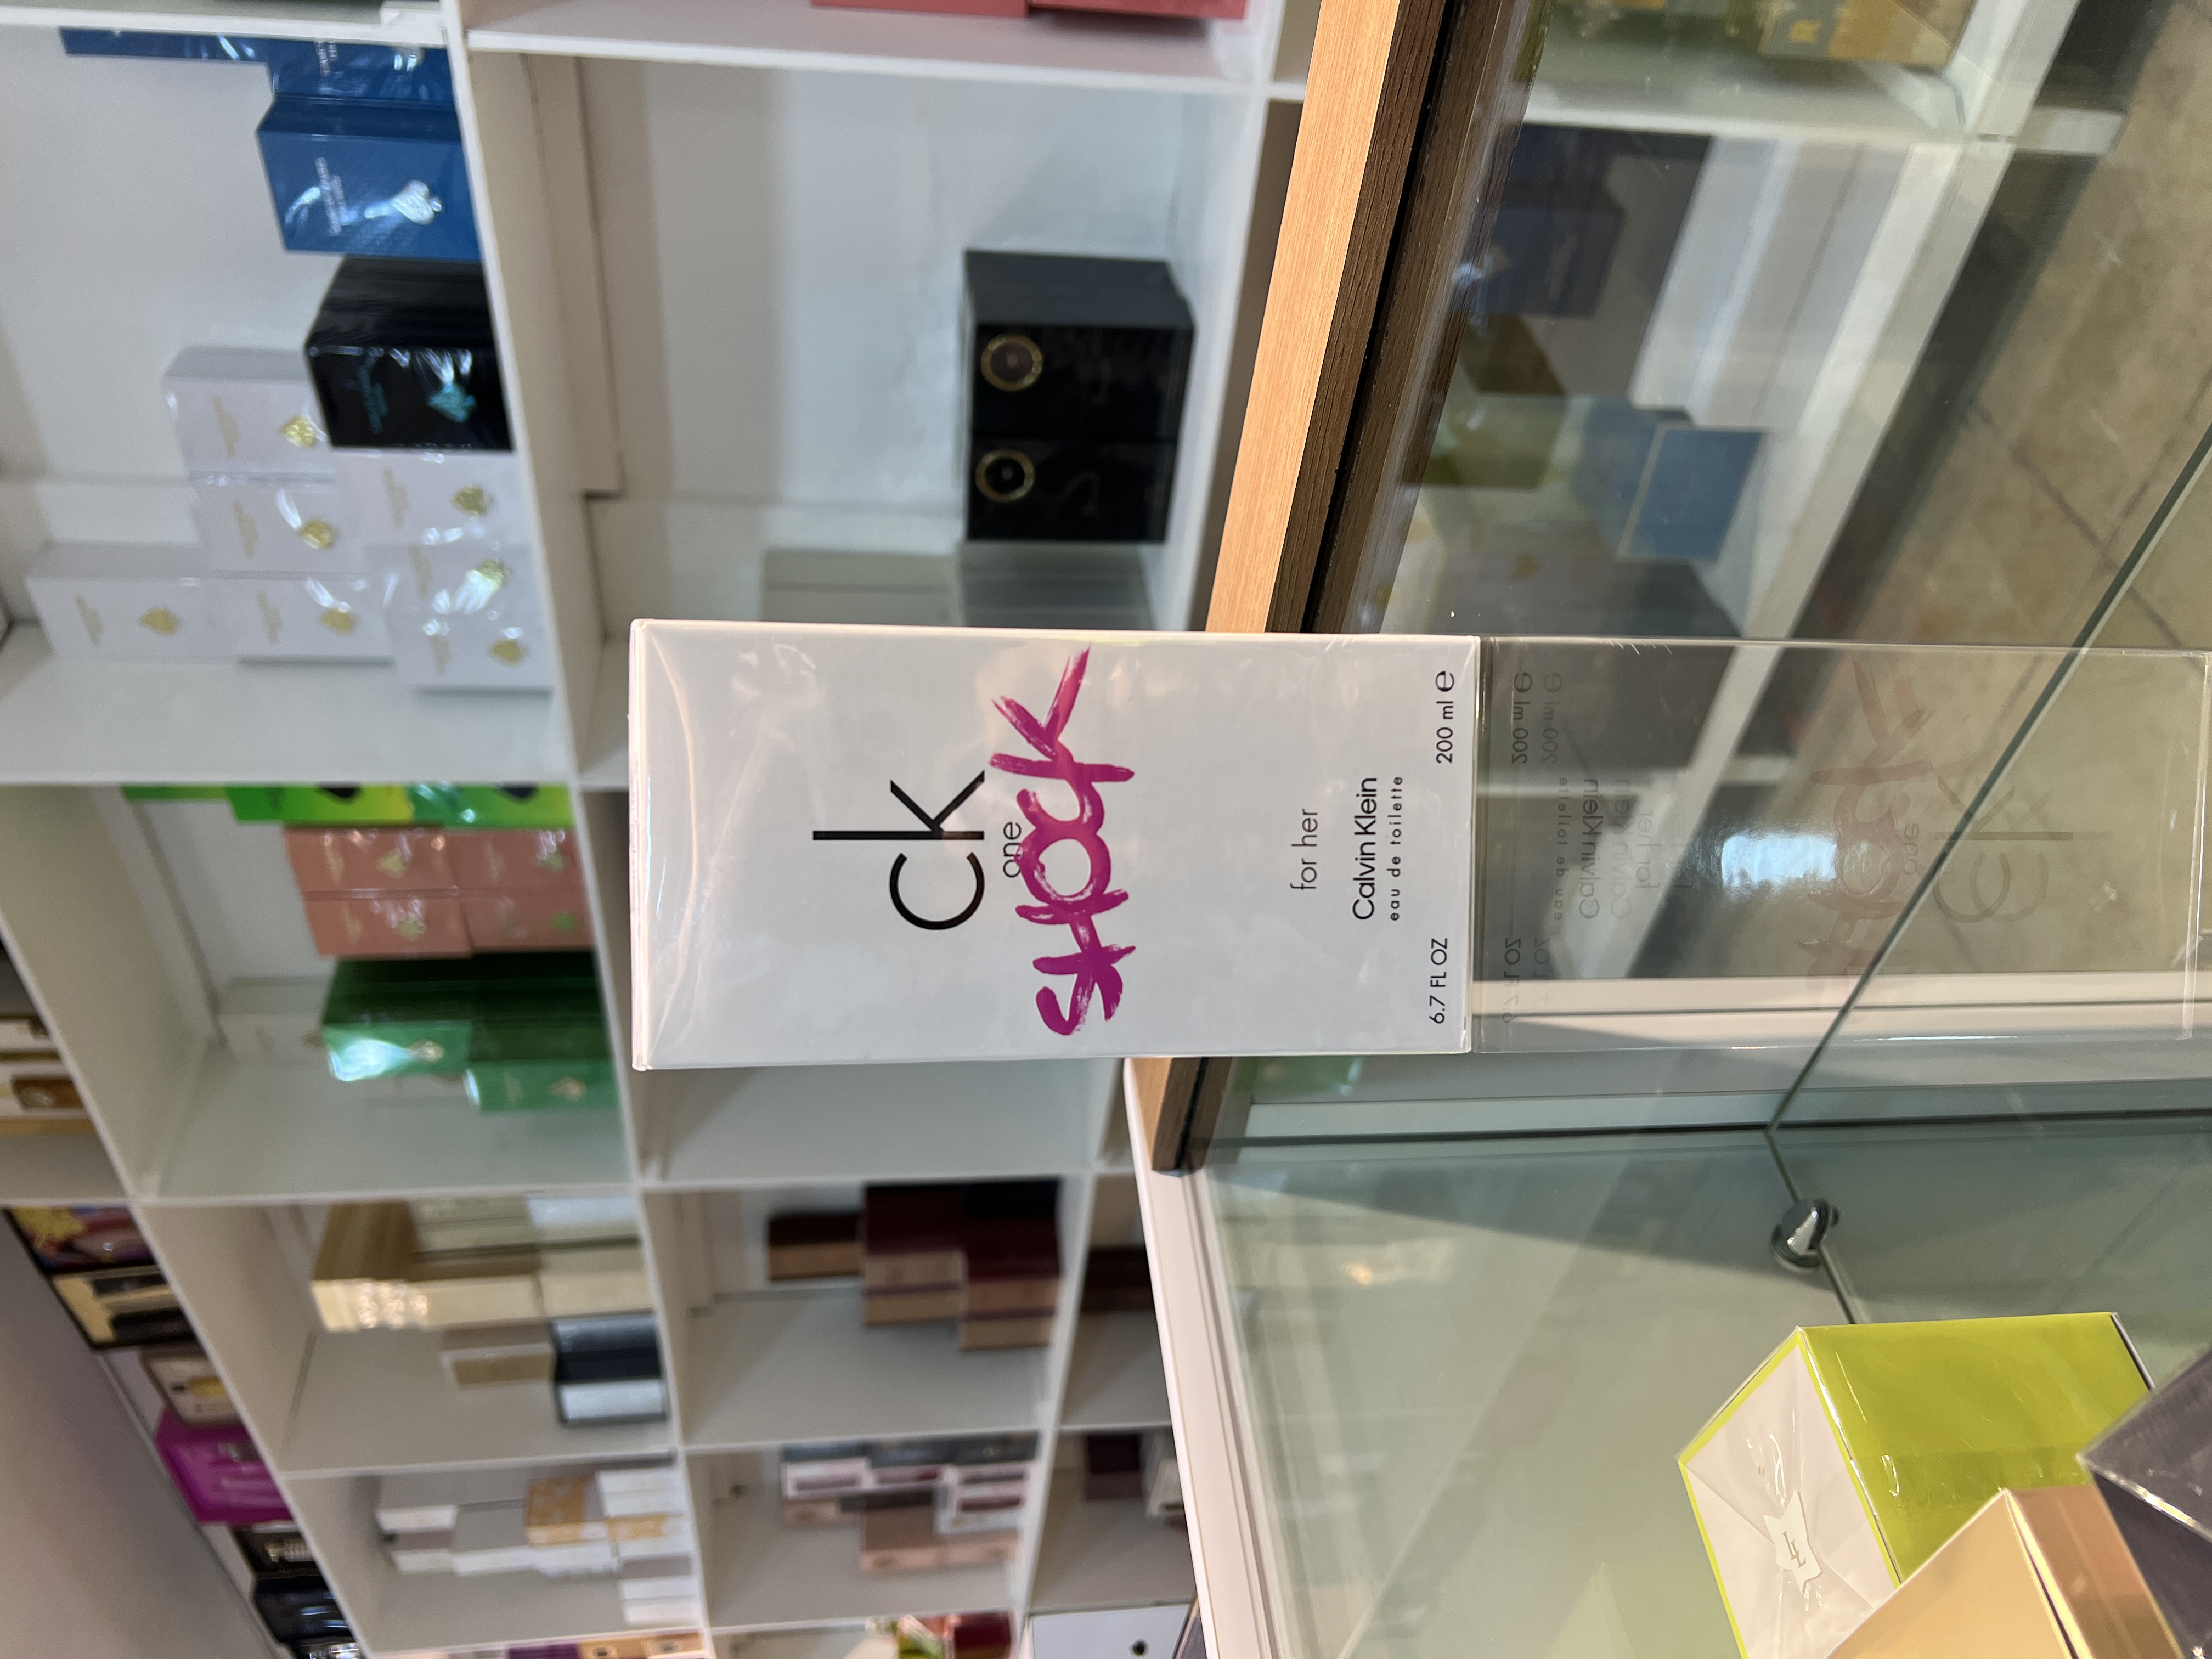 ck
one
SHOCK
for her
Calvin Klein
eau de toilette
6.7 FL OZ 200 ml e